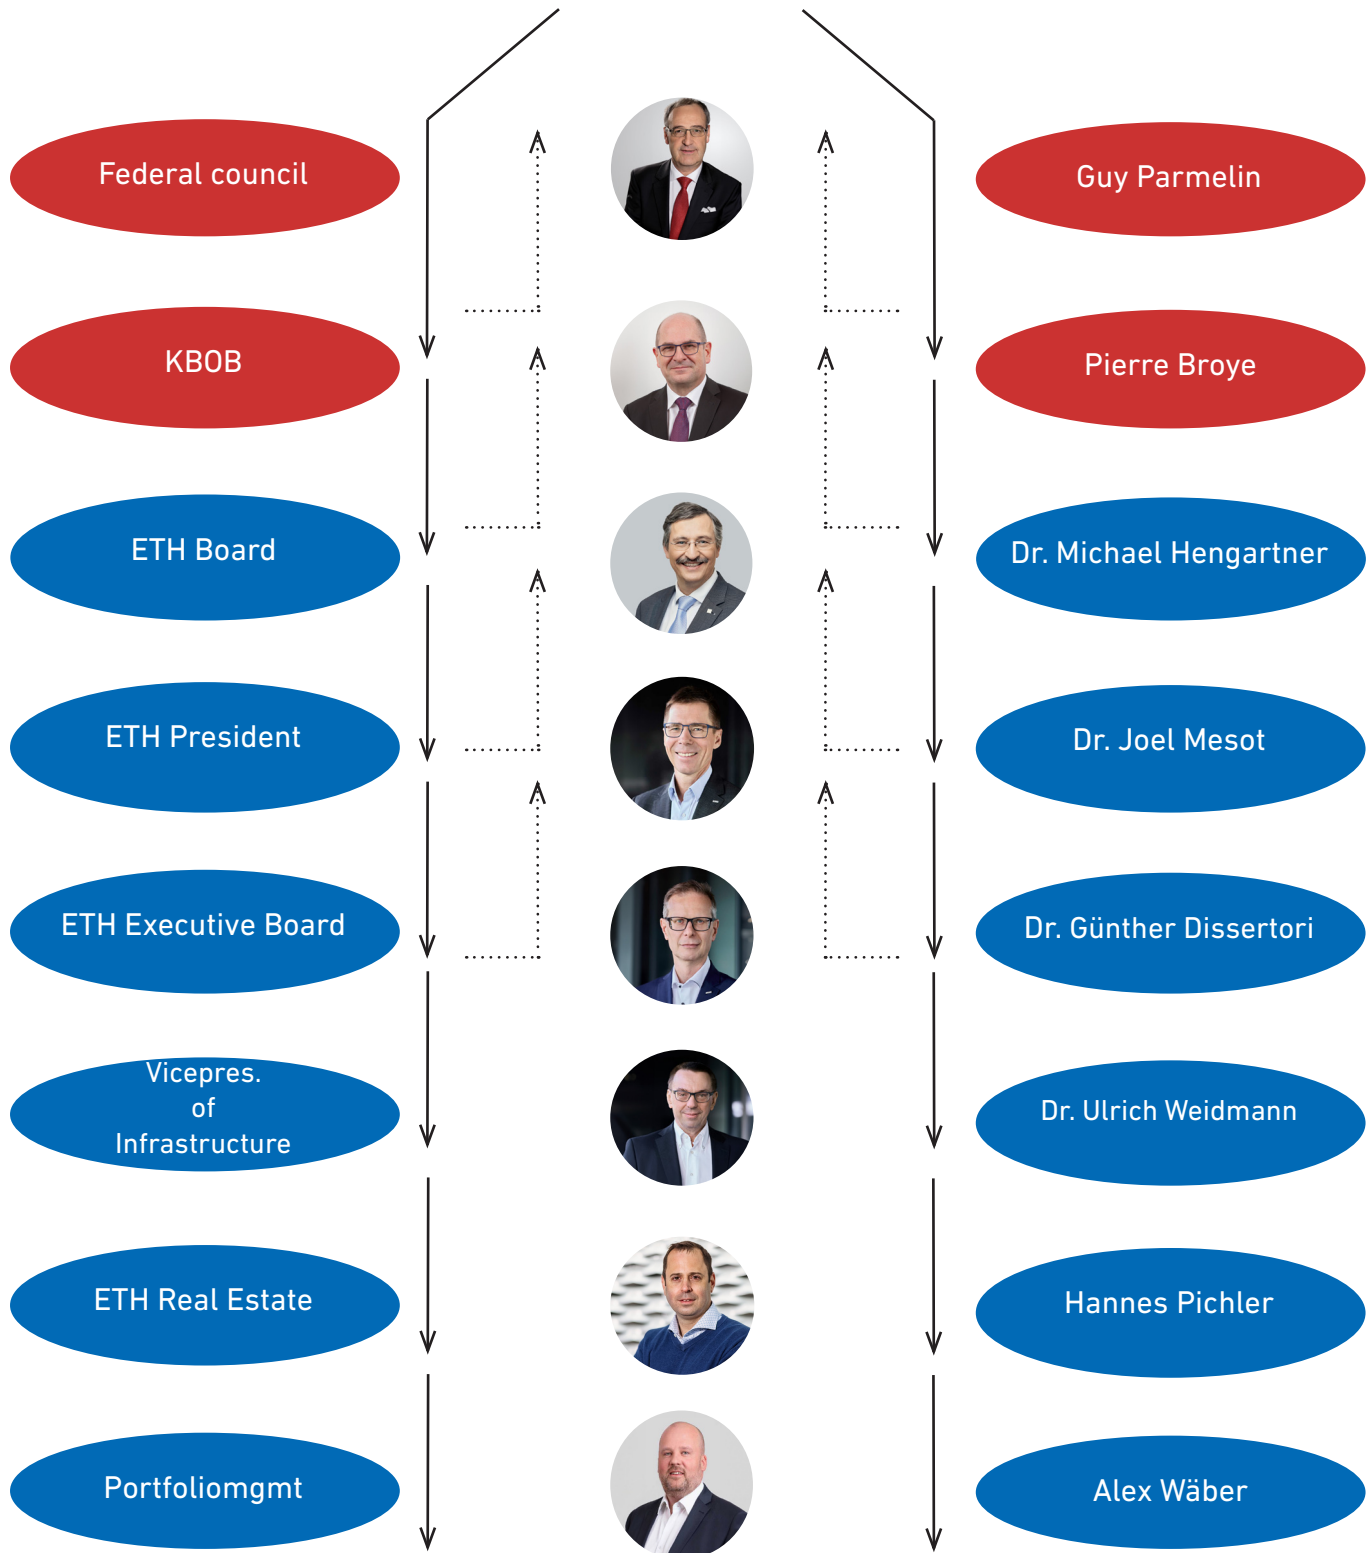 Federal council
Guy Parmelin
KBOB
Pierre Broye
ETH Board
Dr. Michael Hengartner
ETH President
Dr. Joel Mesot
ETH Executive Board
Dr. Günther Dissertori
Vicepres.
of
Infrastructure
Dr. Ulrich Weidmann
ETH Real Estate
Hannes Pichler
Portfoliomgmt
Alex Wäber